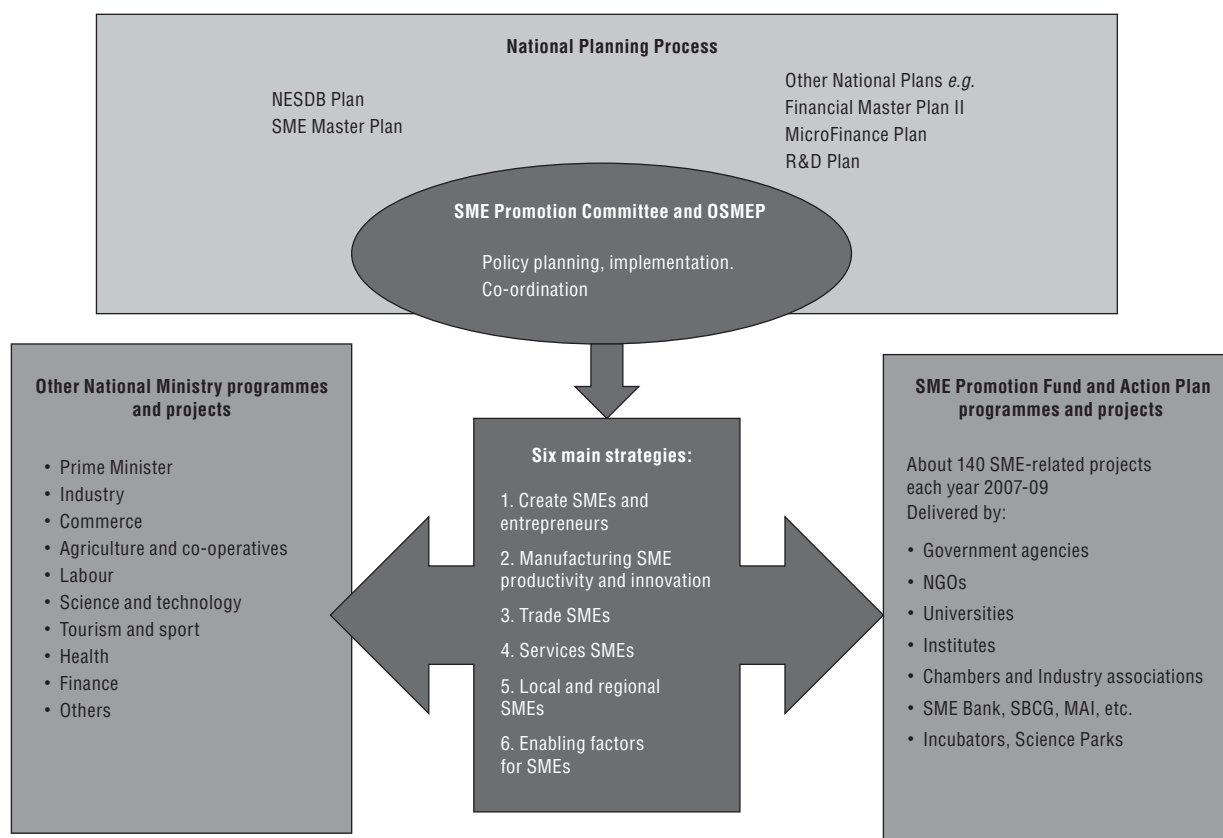 National Planning Process
NESDB Plan
SME Master Plan
Other National Plans e.g.
Financial Master Plan II
MicroFinance Plan
R&D Plan
SME Promotion Committee and OSMEP
Policy planning, implementation.
Co-ordination
Other National Ministry programmes
and projects
• Prime Minister
• Industry
• Commerce
• Agriculture and co-operatives
• Labour
• Science and technology
• Tourism and sport
• Health
• Finance
• Others
Six main strategies:
1. Create SMEs and
entrepreneurs
2. Manufacturing SME
productivity and innovation
3. Trade SMEs
4. Services SMEs
5. Local and regional
SMEs
6. Enabling factors
for SMEs
SME Promotion Fund and Action Plan
programmes and projects
About 140 SME-related projects
each year 2007-09
Delivered by:
• Government agencies
• NGOs
• Universities
• Institutes
• Chambers and Industry associations
• SME Bank, SBCG, MAI, etc.
• Incubators, Science Parks